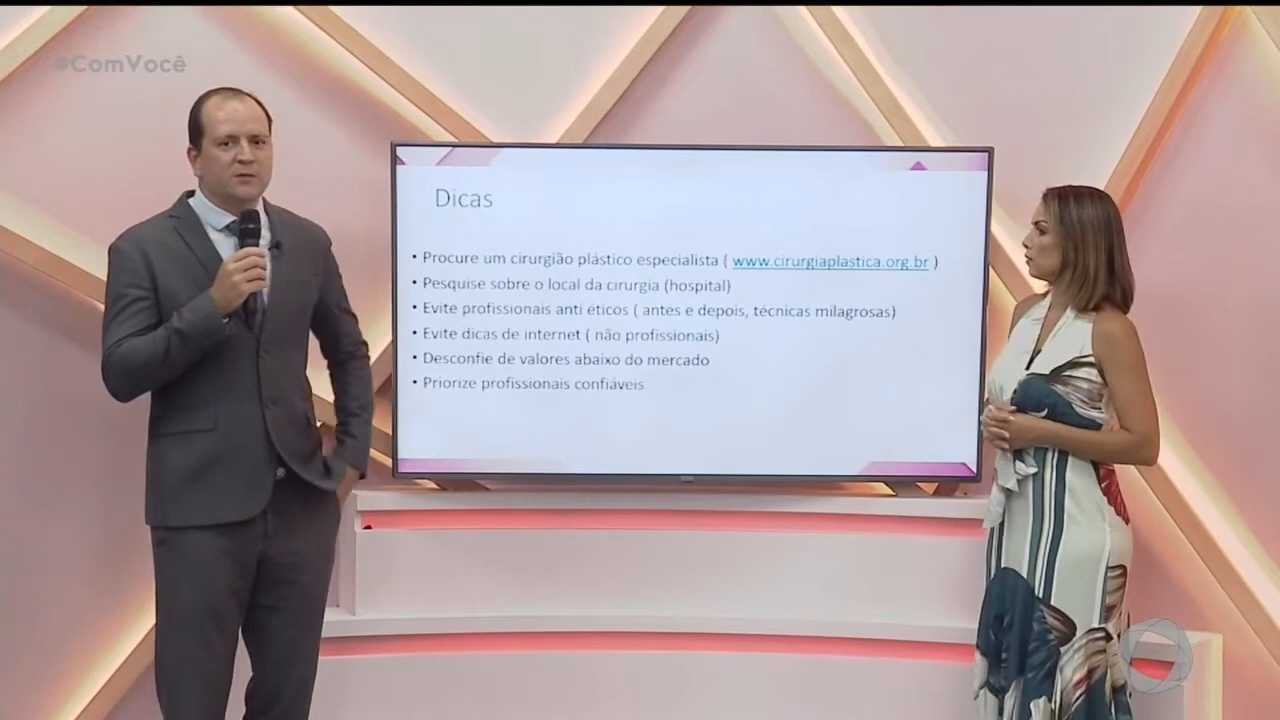 #ComVocê
Dicas
• Procure um cirurgião plástico especialista ( www.cirurgiaplastica.org.br )
• Pesquise sobre o local da cirurgia (hospital)
• Evite profissionais anti éticos ( antes e depois, técnicas milagrosas)
• Evite dicas de internet ( não profissionais)
• Desconfie de valores abaixo do mercado
• Priorize profissionais confiáveis